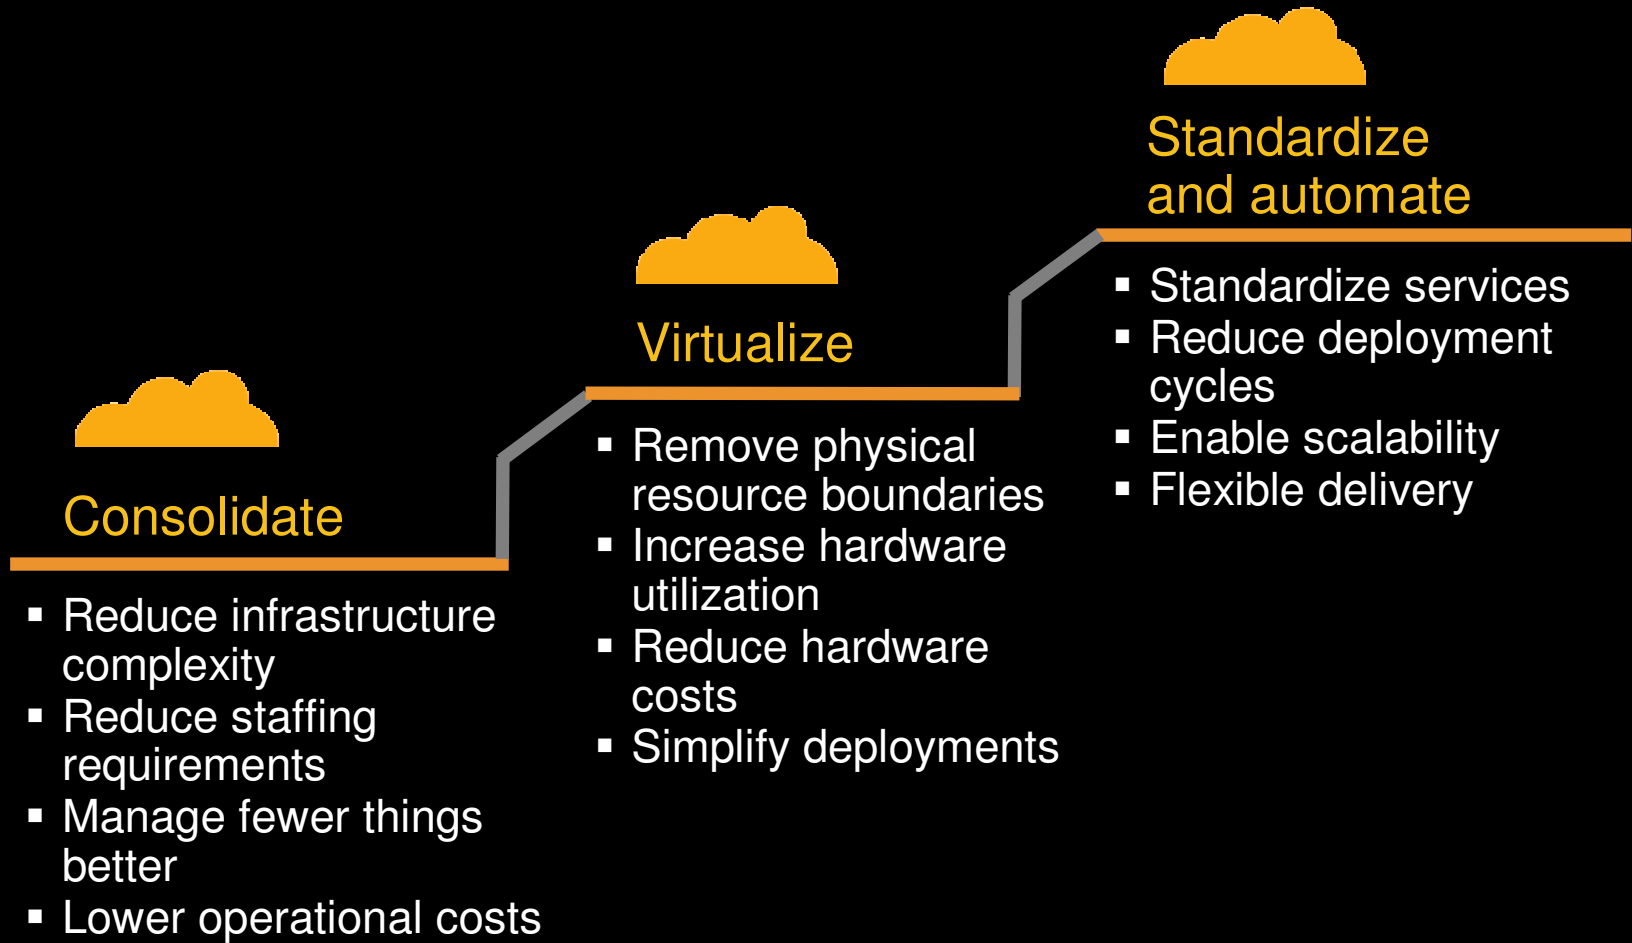 Consolidate
▪ Reduce infrastructure
complexity
▪ Reduce staffing
requirements
▪ Manage fewer things
better
▪ Lower operational costs
Virtualize
▪ Remove physical
resource boundaries
▪ Increase hardware
utilization
▪ Reduce hardware
costs
▪ Simplify deployments
Standardize
and automate
▪ Standardize services
▪ Reduce deployment
cycles
▪ Enable scalability
▪ Flexible delivery